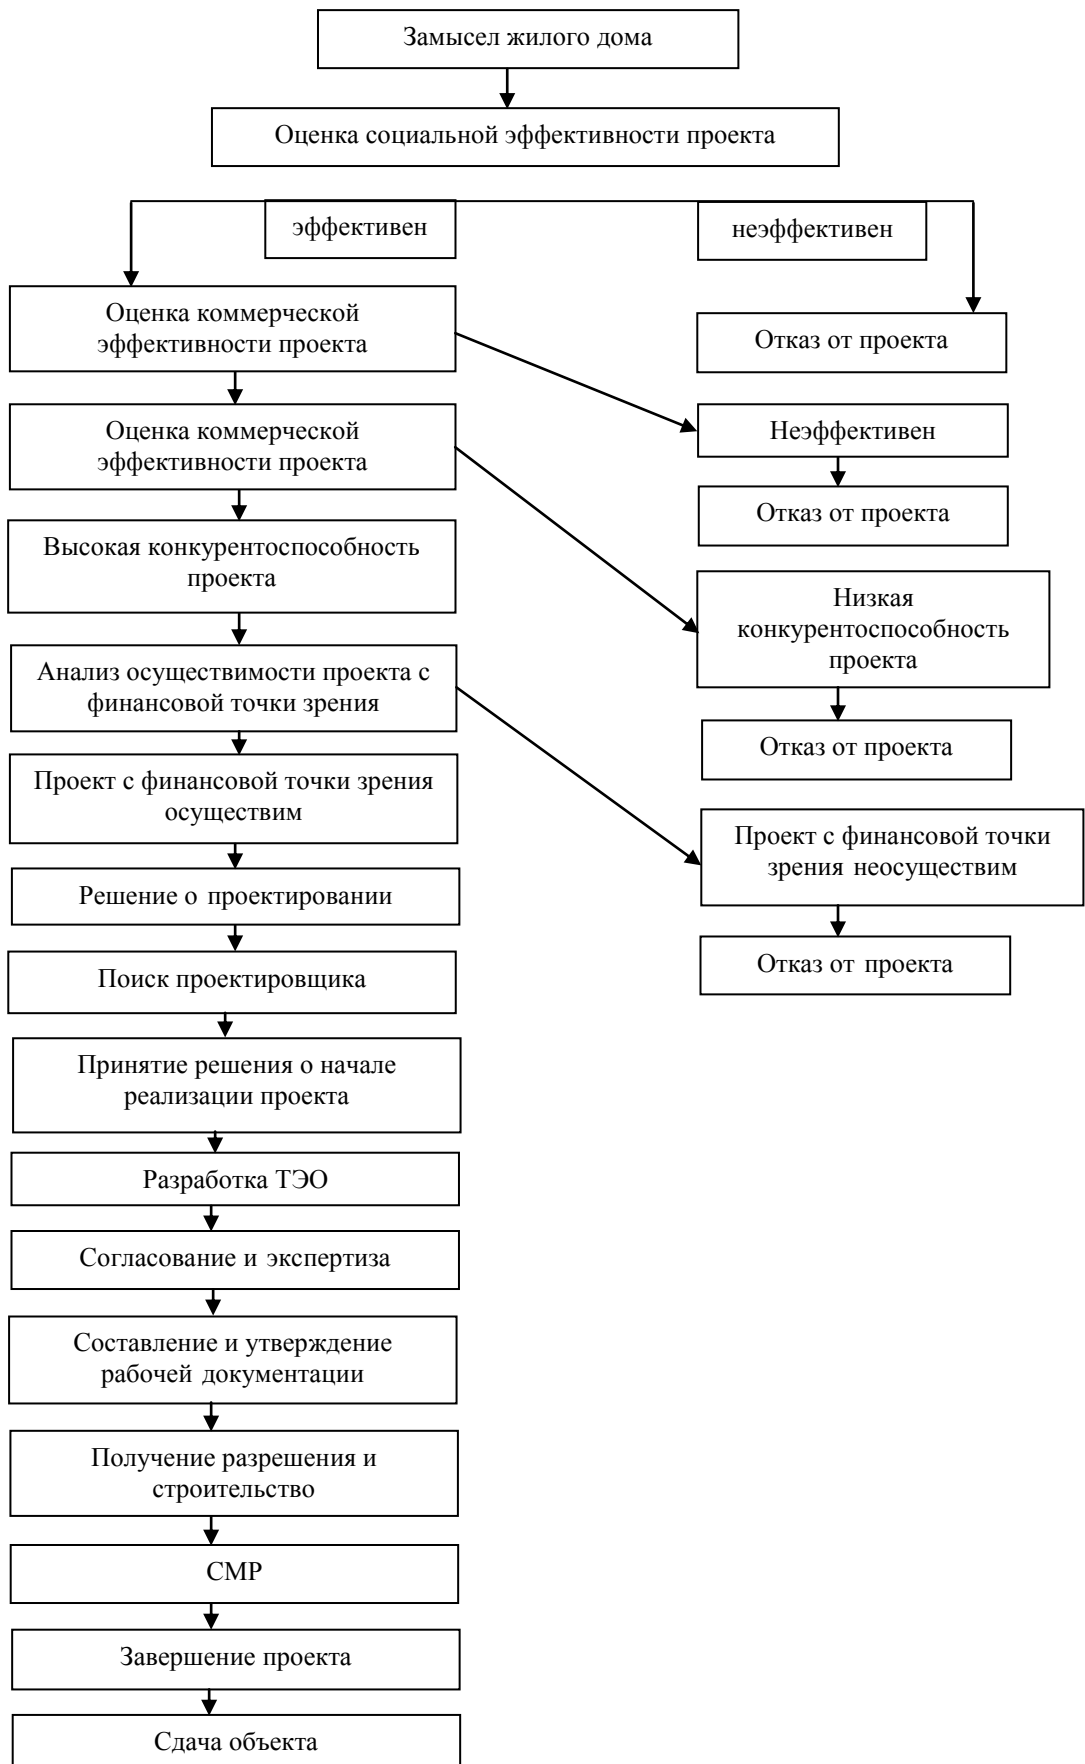 Замысел жилого дома
Оценка социальной эффективности проекта
эффективен
неэффективен
Оценка коммерческой
эффективности проекта
Отказ от проекта
Оценка коммерческой
эффективности проекта
Неэффективен
Отказ от проекта
Высокая конкурентоспособность
проекта
Низкая
конкурентоспособность
проекта
Анализ осуществимости проекта с
финансовой точки зрения
Отказ от проекта
Проект с финансовой точки зрения
осуществим
Проект с финансовой точки
зрения неосуществим
Решение о проектировании
Отказ от проекта
Поиск проектировщика
Принятие решения о начале
реализации проекта
Разработка ТЭО
Согласование и экспертиза
Составление и утверждение
рабочей документации
Получение разрешения и
строительство
СМР
Завершение проекта
Сдача объекта